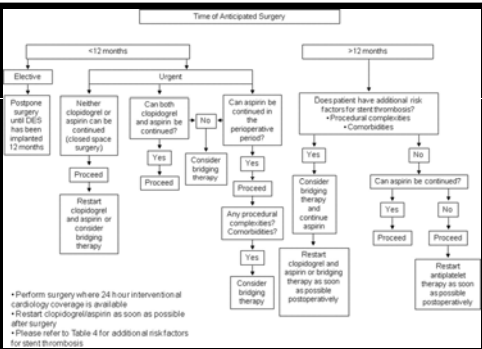 Time of Anticipated Surgery
<12 months
>12 months
Elective
Urgent
Postpone
surgery
until DES
has been
implanted
12 months
Neither
clopidogrel or
aspirin can be
continued
(closed space
surgery)
Proceed
Restart
clopidogrel
and aspirin or
consider
bridging
therapy
Can both
clopidogrel
and aspirin be
continued?
Yes
Proceed
No
Consider
bridging
therapy
Can aspirin be
continued in
the
perioperative
period?
Yes
Proceed
Any procedural
complexities?
Comorbidities?
Yes
Consider
bridging
therapy
Does patient have additional risk
factors for stent thrombosis?
•Procedural complexities
•Comorbidities
Yes
Consider
bridging
therapy
and
continue
aspirin
Restart
clopidogrel and
aspirin or bridging
therapy as soon
as possible
postoperatively
No
Can aspirin be continued?
Yes
Proceed
No
Proceed
Restart
antiplatelet
therapy as soon
as possible
postoperatively
•Perform surgery where 24 hour interventional
cardiology coverage is available
•Restart clopidogrel/aspirin as soon as possible
after surgery
•Please refer to Table 4 for additional risk factors
for stent thrombosis